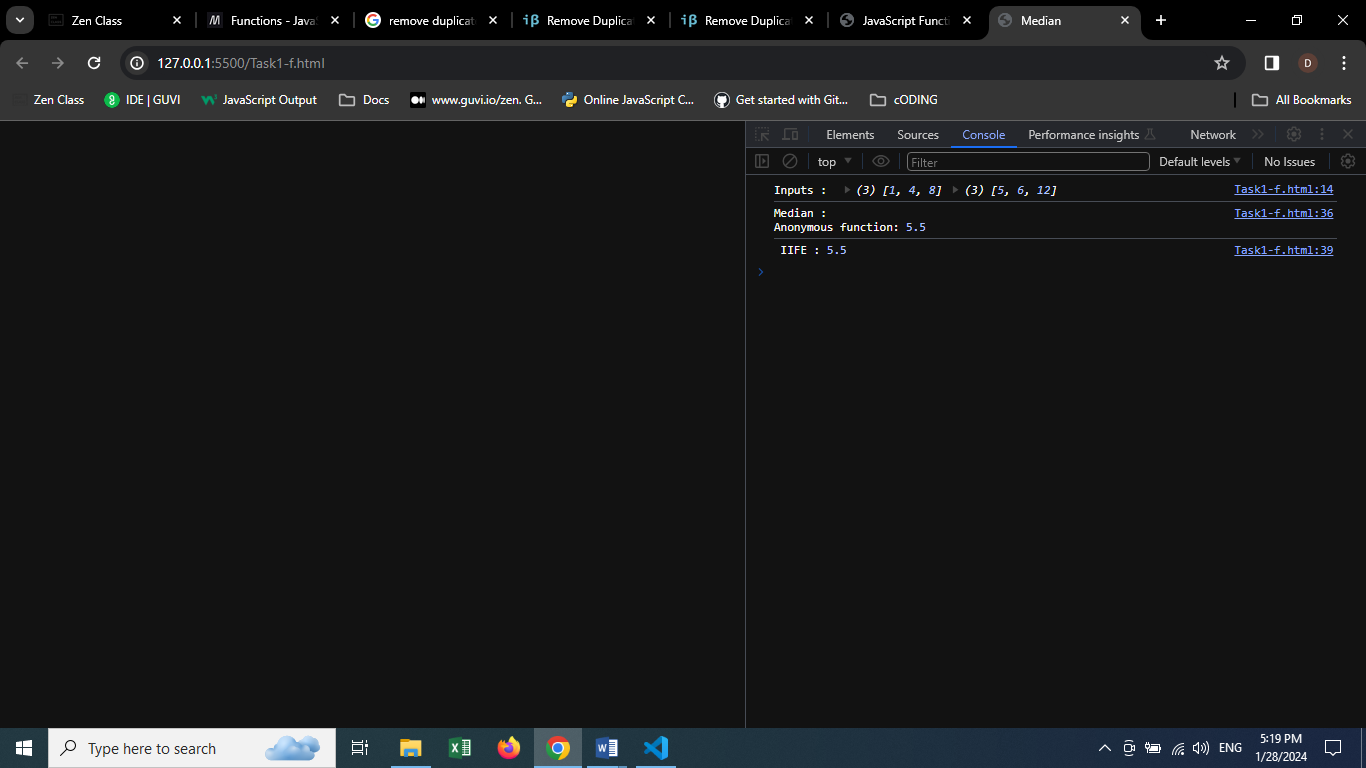 Zen Class
Functions - Java
remove duplicat
Remove Duplica
Remove Duplica
JavaScript Funct
Median
127.0.0.1:5500/Task1-f.html
D
Zen Class
IDE | GUVI
JavaScript Output
Docs
www.guvi.io/zen. G...
Online JavaScript C...
Get started with Git...
cODING
All Bookmarks
Elements
Sources
Console
Performance insights
Network
top
Filter
Default levels
No Issues
Inputs : (3) [1, 4, 8] (3) [5, 6, 12] Task1-f.html:14
Median : Task1-f.html:36
Anonymous function: 5.5
IIFE : 5.5 Task1-f.html:39
Type here to search
ENG
5:19 PM
1/28/2024